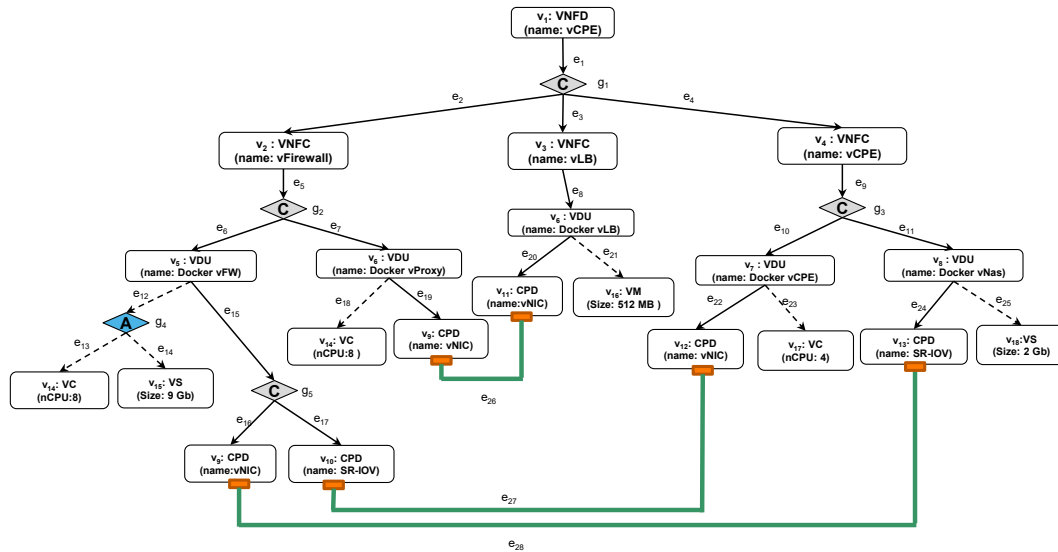 v1: VNFD
(name: vCPE)
e1
C
g1
e2
e3
e4
v2 : VNFC
(name: vFirewall)
v3 : VNFC
(name: vLB)
v4 : VNFC
(name: vCPE)
e5
e8
e9
C
g2
C
g3
e6
e7
v6 : VDU
(name: Docker vLB)
e10
e11
v5 : VDU
(name: Docker vFW)
v6 : VDU
(name: Docker vProxy)
e20
e21
v7 : VDU
(name: Docker vCPE)
v8 : VDU
(name: Docker vNas)
e12
e15
e18
e19
v11: CPD
(name:vNIC)
v16: VM
(Size: 512 MB )
e22
e23
e24
e25
A
g4
e13
e14
v14: VC
(nCPU:8 )
v9: CPD
(name: vNIC)
v12: CPD
(name: vNIC)
v17: VC
(nCPU: 4)
v13: CPD
(name: SR-IOV)
v18: VS
(Size: 2 Gb)
v14: VC
(nCPU:8)
v15: VS
(Size: 9 Gb)
C
g5
e26
e16
e17
v9: CPD
(name:vNIC)
v10: CPD
(name: SR-IOV)
e27
e28